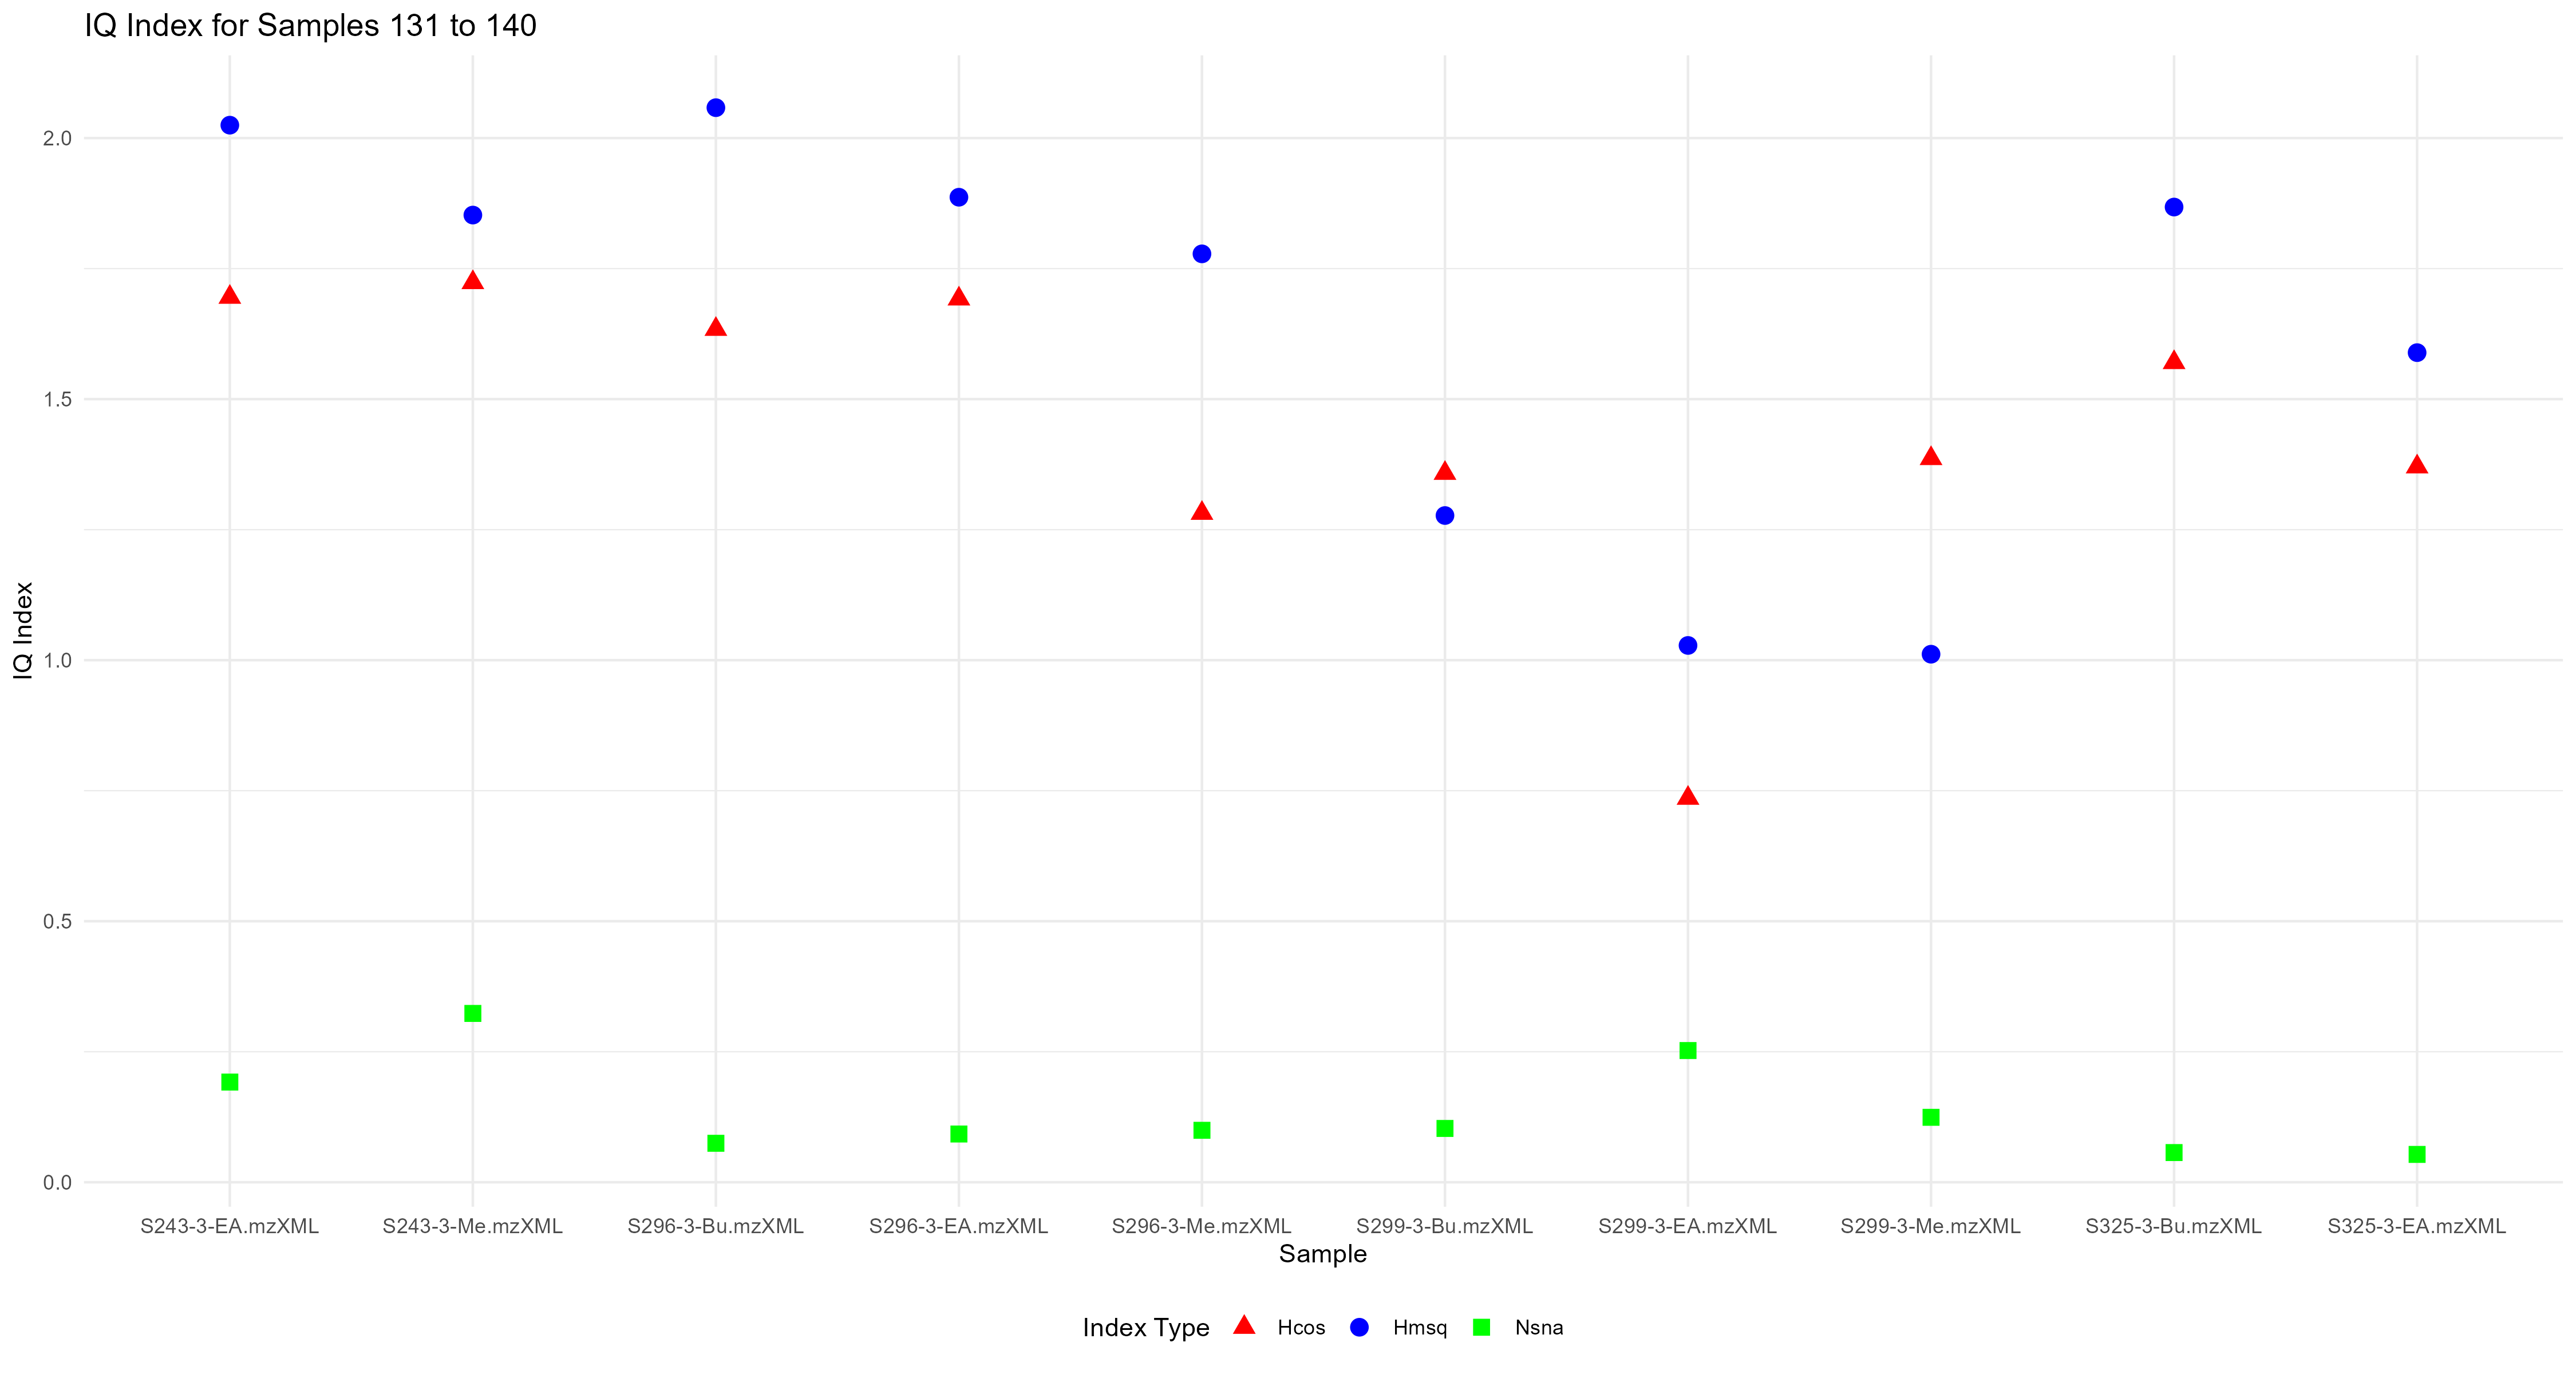 IQ Index for Samples 131 to 140
2.0
1.5
1.0
0.5
0.0
IQ Index
S243-3-EA.mzXML S243-3-Me.mzXML S296-3-Bu.mzXML S296-3-EA.mzXML S296-3-Me.mzXML S299-3-Bu.mzXML S299-3-EA.mzXML S299-3-Me.mzXML S325-3-Bu.mzXML S325-3-EA.mzXML
Sample
Index Type Hcos Hmsq Nsna